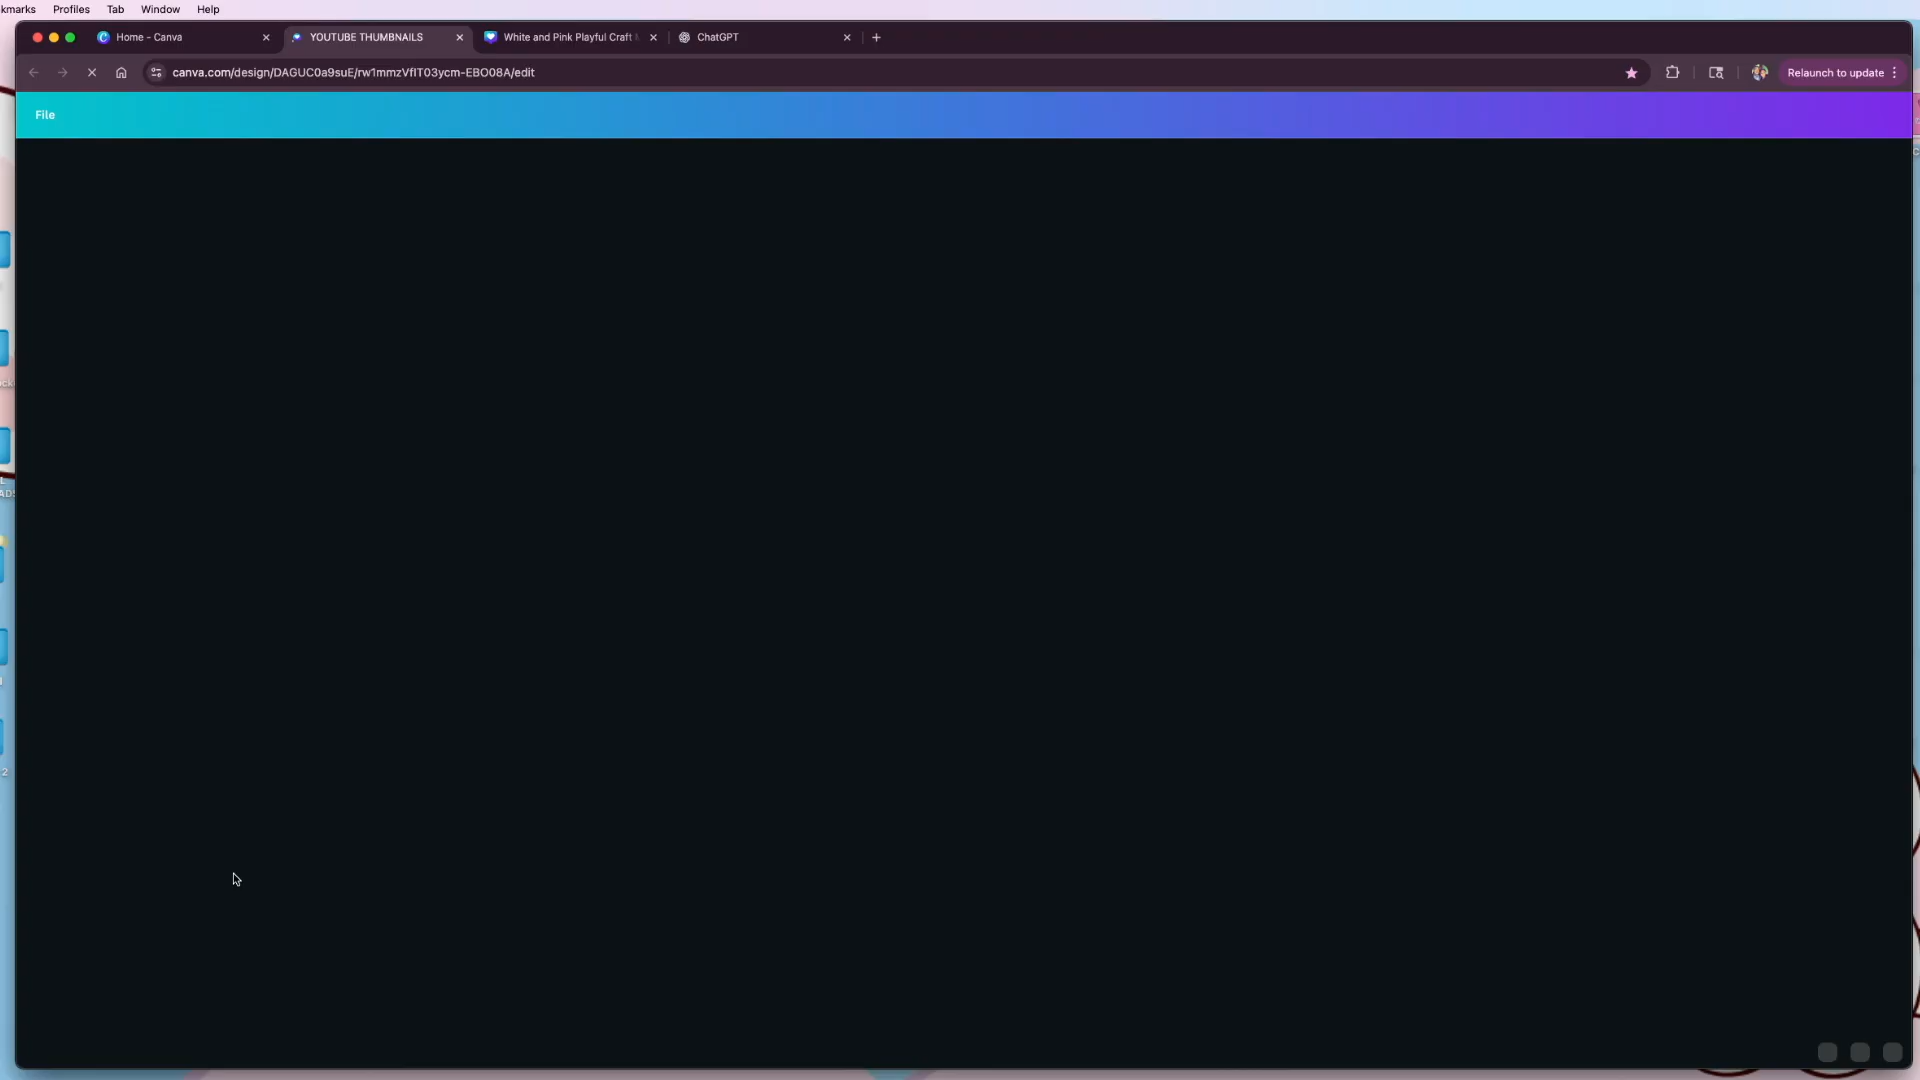 kmarks Profiles Tab Window Help
Home - Canva
YOUTUBE THUMBNAILS
White and Pink Playful Craft
ChatGPT
canva.com/design/DAGUC0a9suE/rw1mmzVfIT03ycm-EBO08A/edit
Relaunch to update
File
2